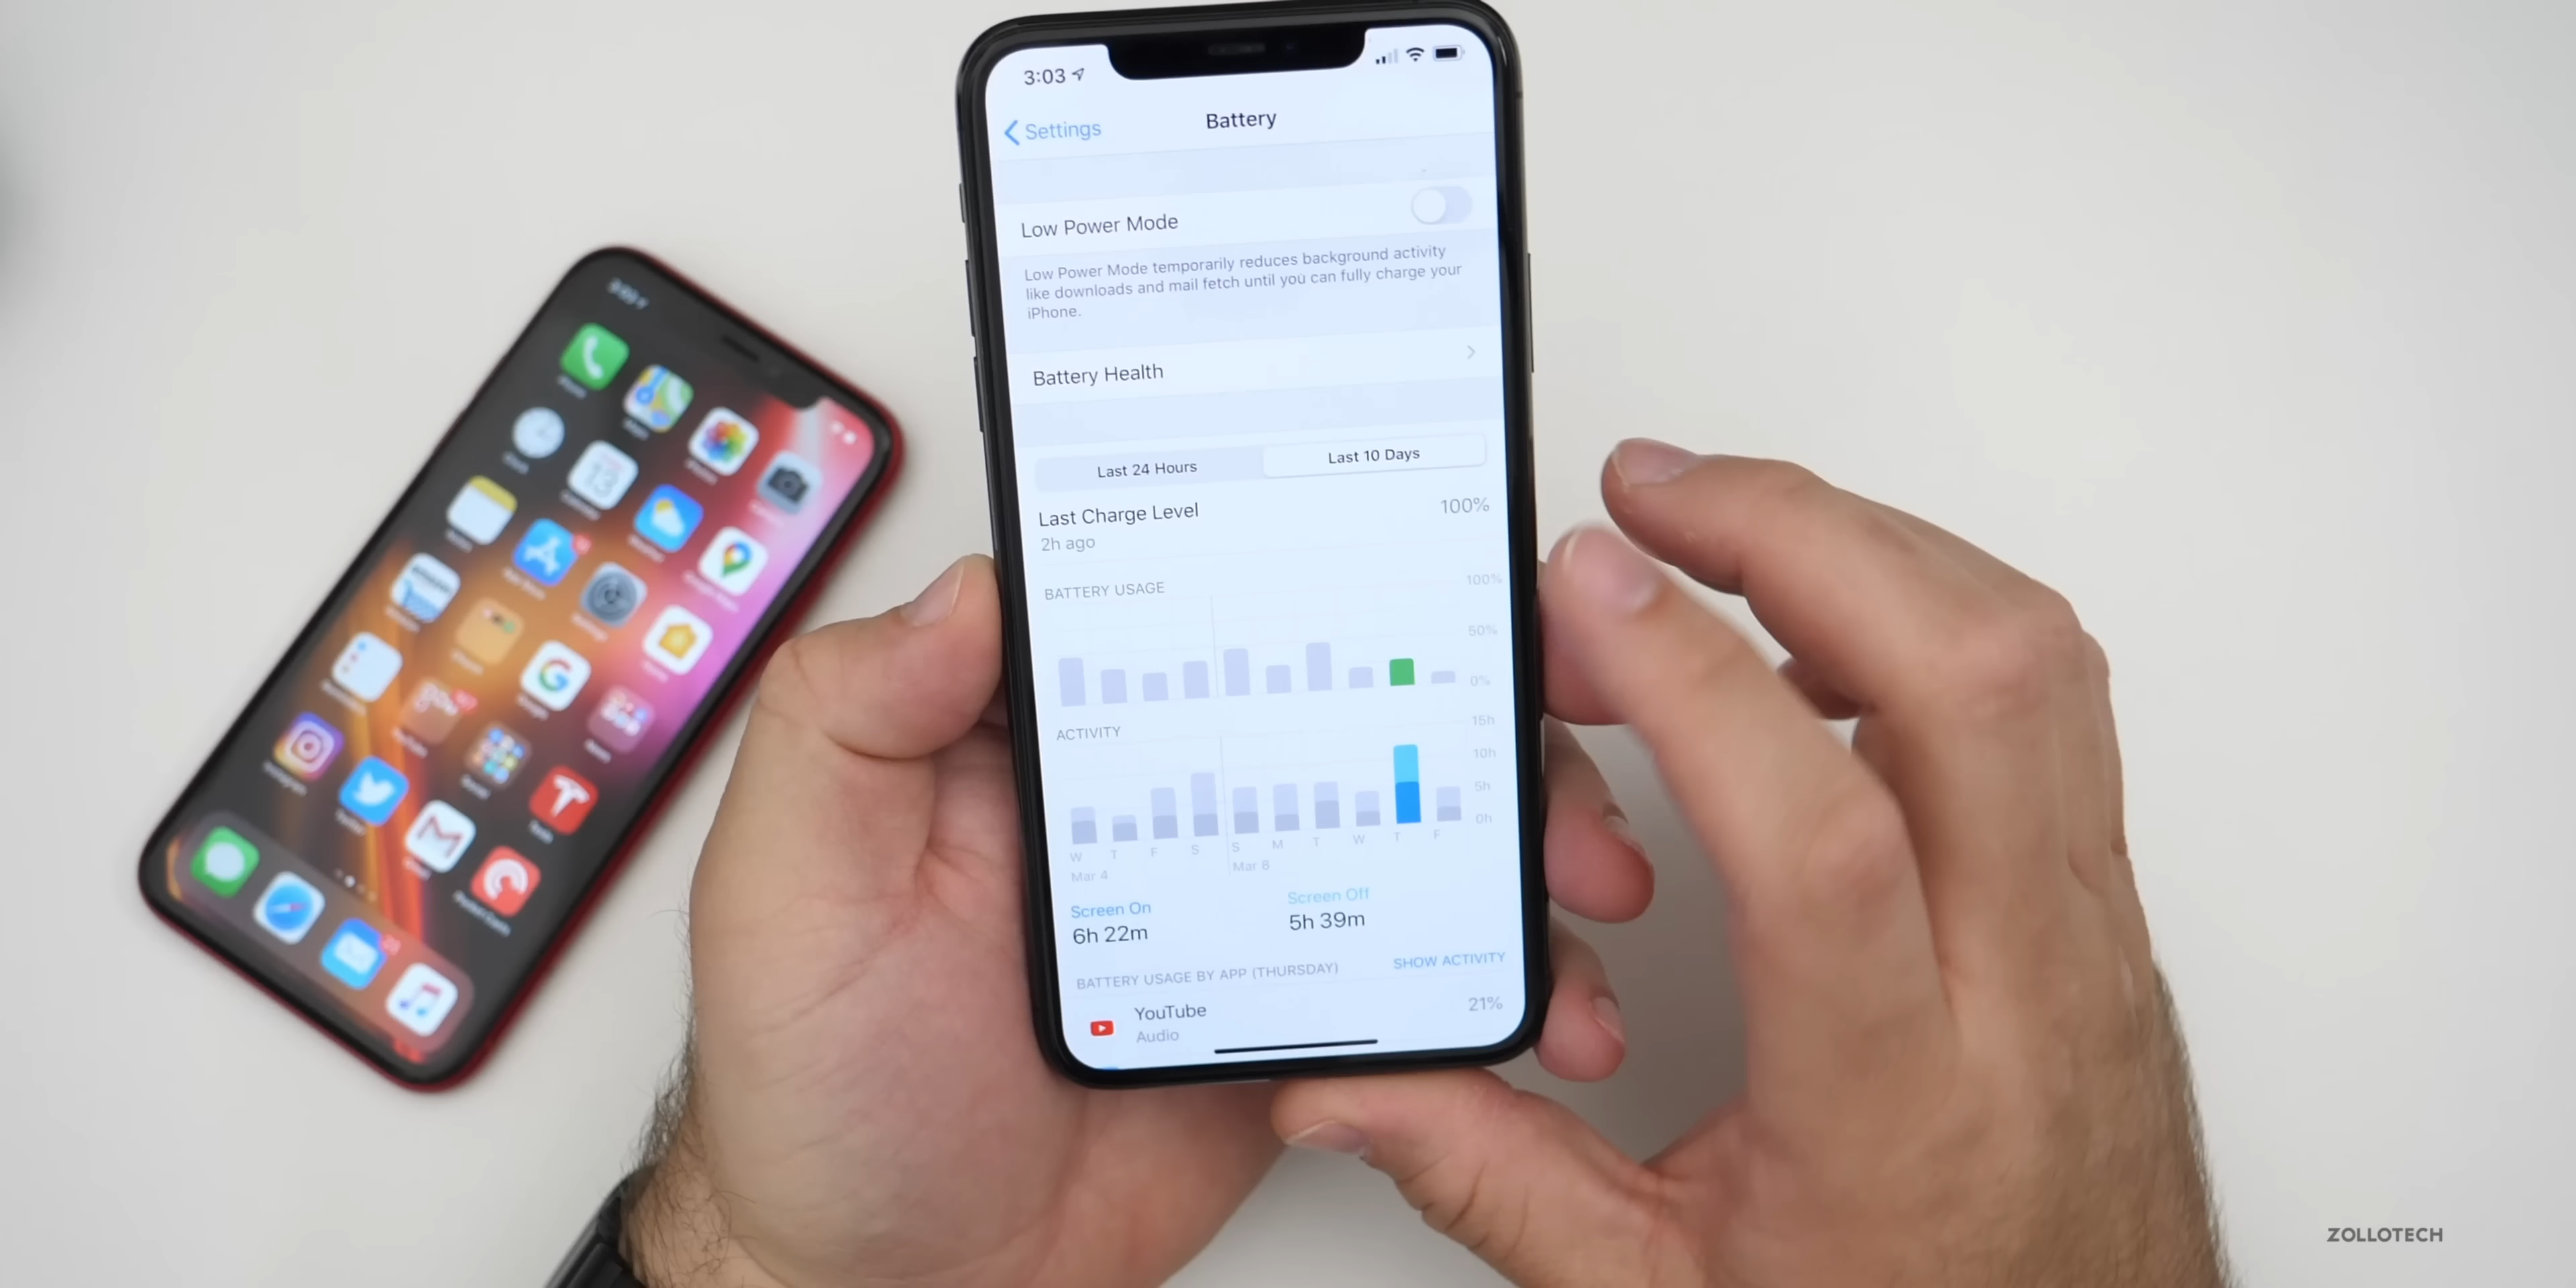 3:03
Settings
Battery
Low Power Mode
Low Power Mode temporarily reduces background activity
like downloads and mail fetch until you can fully charge your
iPhone.
Battery Health
Last 24 Hours
Last 10 Days
Last Charge Level
100%
2h ago
BATTERY USAGE
100%
50%
0%
ACTIVITY
15h
10h
5h
0h
W T F S S M T W T F
Mar 4
Mar 8
Screen On
Screen Off
6h 22m
5h 39m
BATTERY USAGE BY APP (THURSDAY)
SHOW ACTIVITY
YouTube
21%
Audio
13
ZOLLOTECH